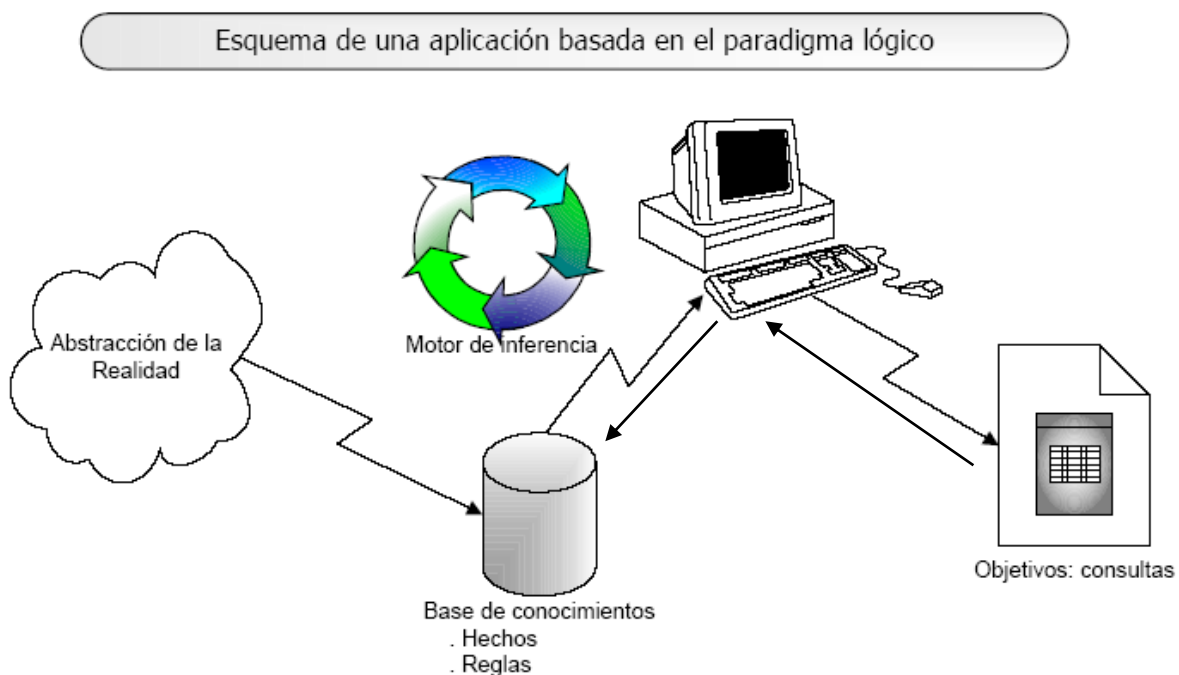 Esquema de una aplicación basada en el paradigma lógico
Abstracción de la
Realidad
Motor de inferencia
Base de conocimientos
. Hechos
. Reglas
Objetivos: consultas